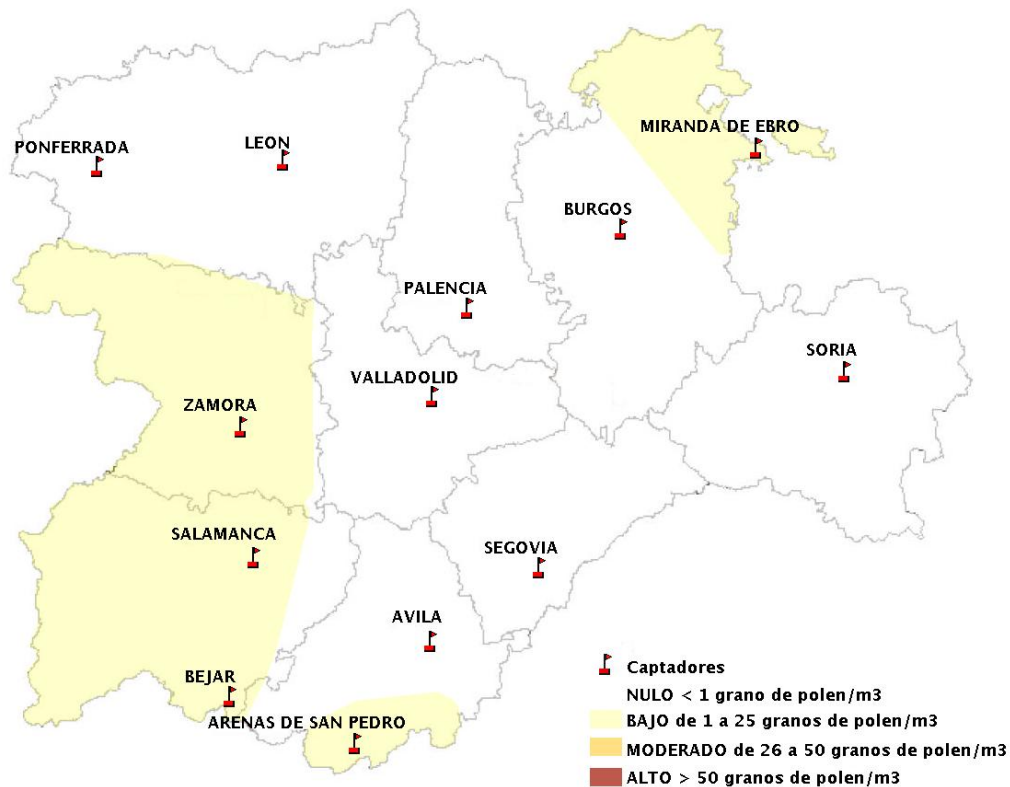 MIRANDA DE EBRO
PONFERRADA
LEON
BURGOS
PALENCIA
SORIA
VALLADOLID
ZAMORA
SALAMANCA
SEGOVIA
AVILA
BEJAR
ARENAS DE SAN PEDRO
Captadores
NULO < 1 grano de polen/m3
BAJO de 1 a 25 granos de polen/m3
MODERADO de 26 a 50 granos de polen/m3
ALTO > 50 granos de polen/m3